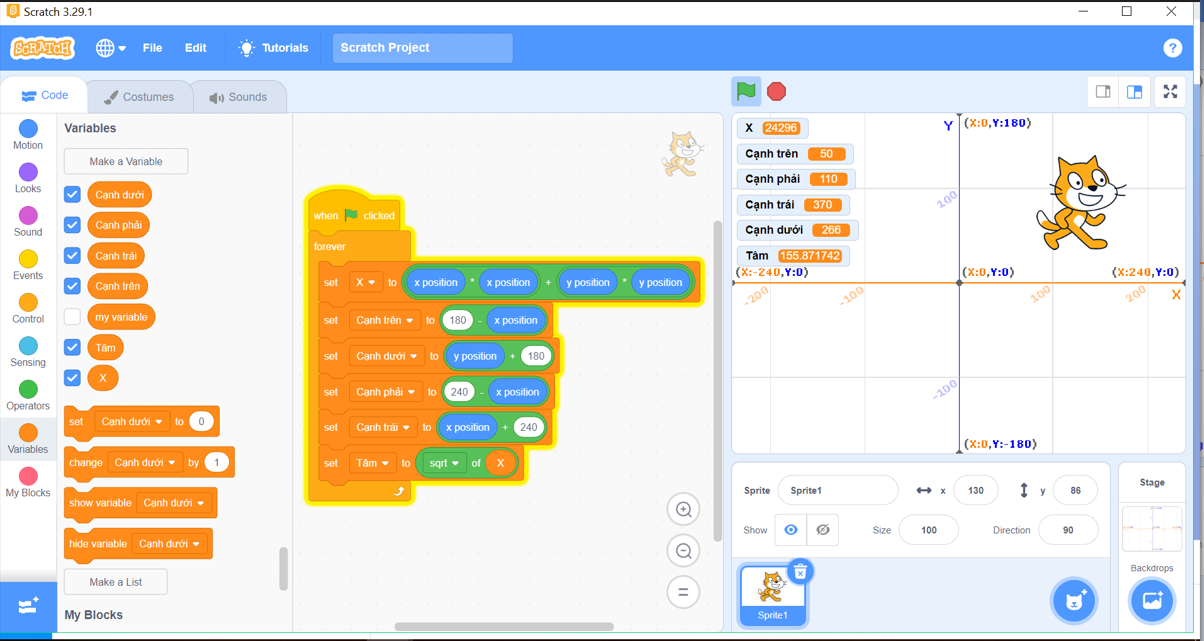 Scratch 3.29.1
SCRATCH File Edit Tutorials Scratch Project ?
Code Costumes Sounds
Motion
Looks
Sound
Events
Control
Sensing
Operators
Variables
My Blocks
Variables
Make a Variable
Cạnh dưới
Cạnh phải
Cạnh trái
Cạnh trên
my variable
Tâm
X
set Cạnh dưới to 0
change Cạnh dưới by 1
show variable Cạnh dưới
hide variable Cạnh dưới
Make a List
My Blocks
when clicked
forever
set X to x position * x position + y position * y position
set Cạnh trên to 180 - x position
set Cạnh dưới to y position + 180
set Cạnh phải to 240 - x position
set Cạnh trái to x position + 240
set Tâm to sqrt of X
X 24296
Cạnh trên 50
Cạnh phải 110
Cạnh trái 370
Cạnh dưới 266
Tâm 155.871742
Y (X:0,Y:180)
100
(X:-240,Y:0) (X:0,Y:0) (X:240,Y:0)
-200 -100 100 200 X
-100
(X:0,Y:-180)
Sprite Sprite1 x 130 y 86
Show Size 100 Direction 90
Sprite1
Stage
Backdrops